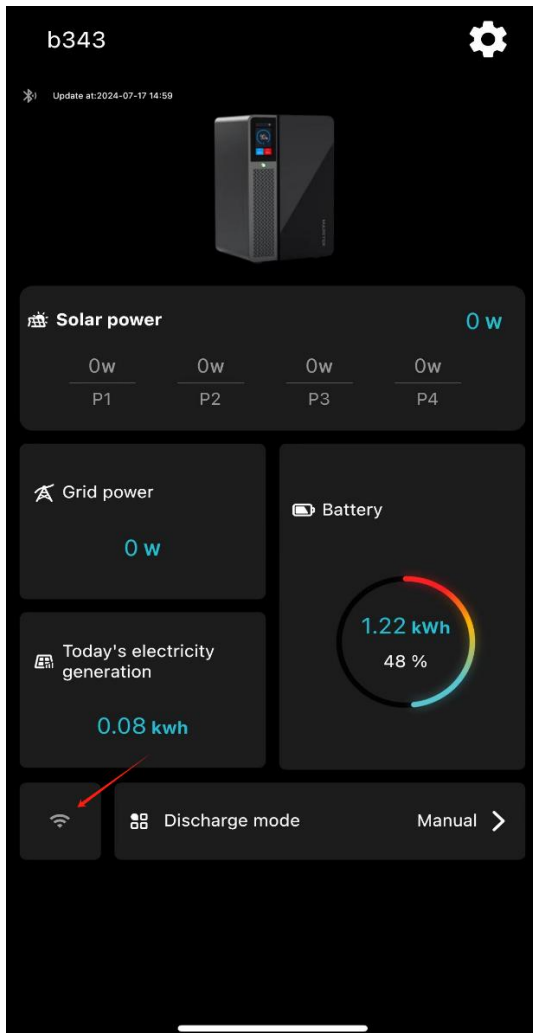 b343
Update at:2024-07-17 14:59
Solar power
0 w
0w 0w 0w 0w
P1 P2 P3 P4
Grid power
0 w
Battery
1.22 kWh
48 %
Today's electricity
generation
0.08 kwh
Discharge mode Manual